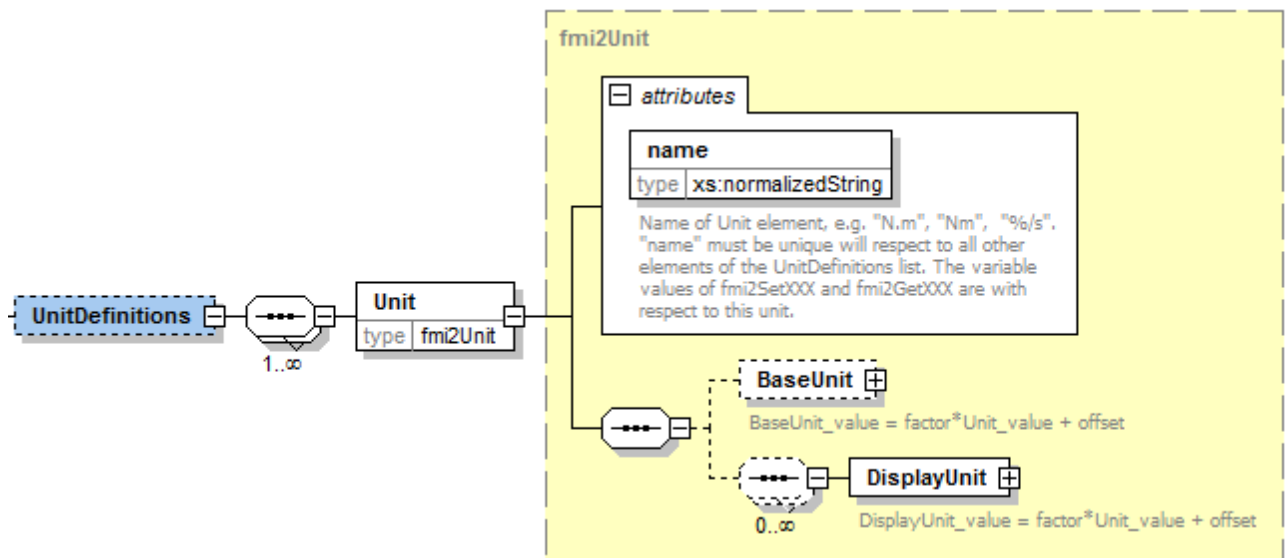 fmi2Unit
attributes
name
type xs:normalizedString
Name of Unit element, e.g. "N.m", "Nm", "%/s".
"name" must be unique will respect to all other
elements of the UnitDefinitions list. The variable
values of fmi2SetXXX and fmi2GetXXX are with
respect to this unit.
UnitDefinitions
1..∞
Unit
type fmi2Unit
BaseUnit
BaseUnit_value = factor*Unit_value + offset
0..∞
DisplayUnit
DisplayUnit_value = factor*Unit_value + offset